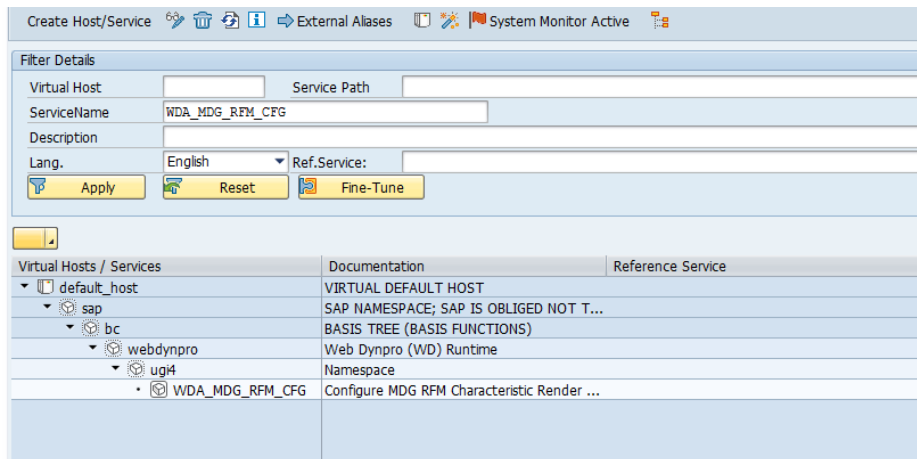 Create Host/Service External Aliases System Monitor Active
Filter Details
Virtual Host Service Path
ServiceName WDA_MDG_RFM_CFG
Description
Lang. English Ref.Service:
Apply Reset Fine-Tune
Virtual Hosts / Services Documentation Reference Service
default_host VIRTUAL DEFAULT HOST
sap SAP NAMESPACE; SAP IS OBLIGED NOT T...
bc BASIS TREE (BASIS FUNCTIONS)
webdynpro Web Dynpro (WD) Runtime
ugi4 Namespace
WDA_MDG_RFM_CFG Configure MDG RFM Characteristic Render ...